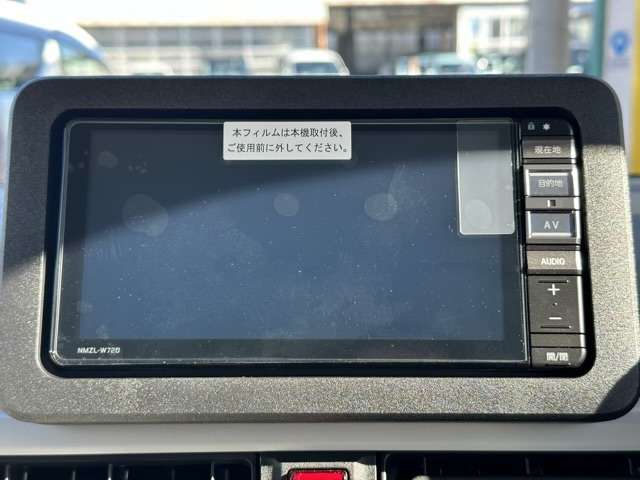 本フィルムは本機取付後、
ご使用前に外してください。
現在地
目的地
AV
AUDIO
+
−
開/閉
NMZL-W72D